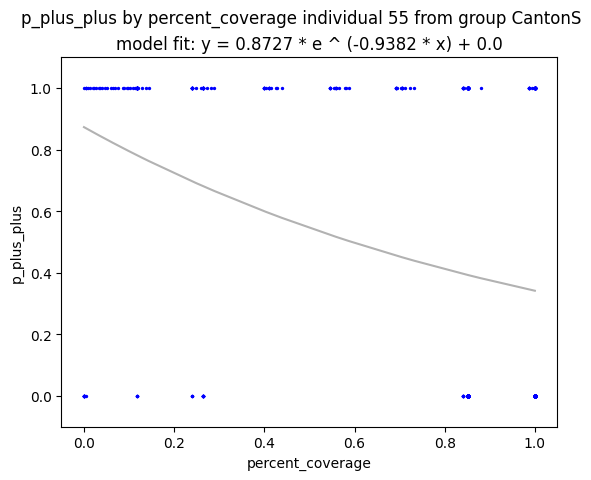 p_plus_plus by percent_coverage individual 55 from group CantonS
model fit: y = 0.8727 * e ^ (-0.9382 * x) + 0.0
1.0
0.8
0.6
0.4
0.2
0.0
p_plus_plus
0.0 0.2 0.4 0.6 0.8 1.0
percent_coverage